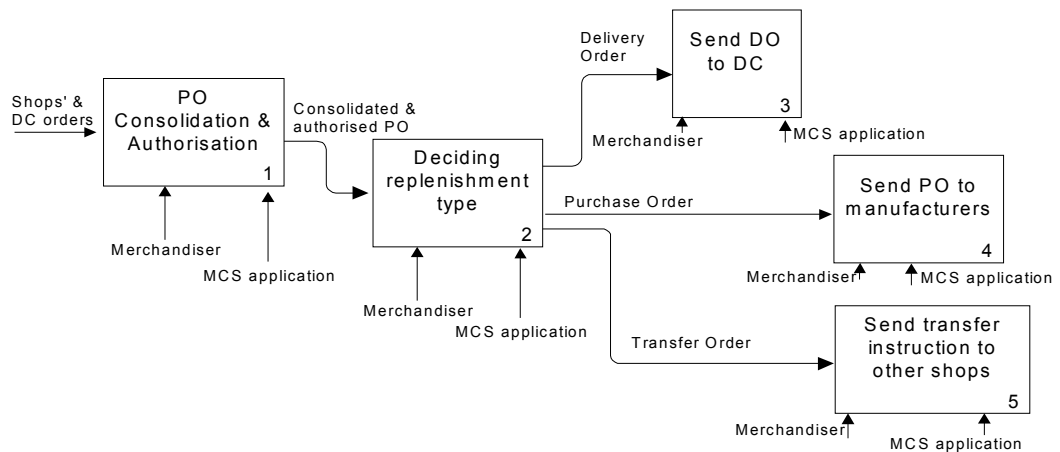 Shops' &
DC orders
PO
Consolidation &
Authorisation
1
Merchandiser
MCS application
Consolidated &
authorised PO
Deciding
replenishment
type
2
Merchandiser
MCS application
Delivery
Order
Send DO
to DC
3
Merchandiser
MCS application
Purchase Order
Send PO to
manufacturers
4
Merchandiser
MCS application
Transfer Order
Send transfer
instruction to
other shops
5
Merchandiser
MCS application